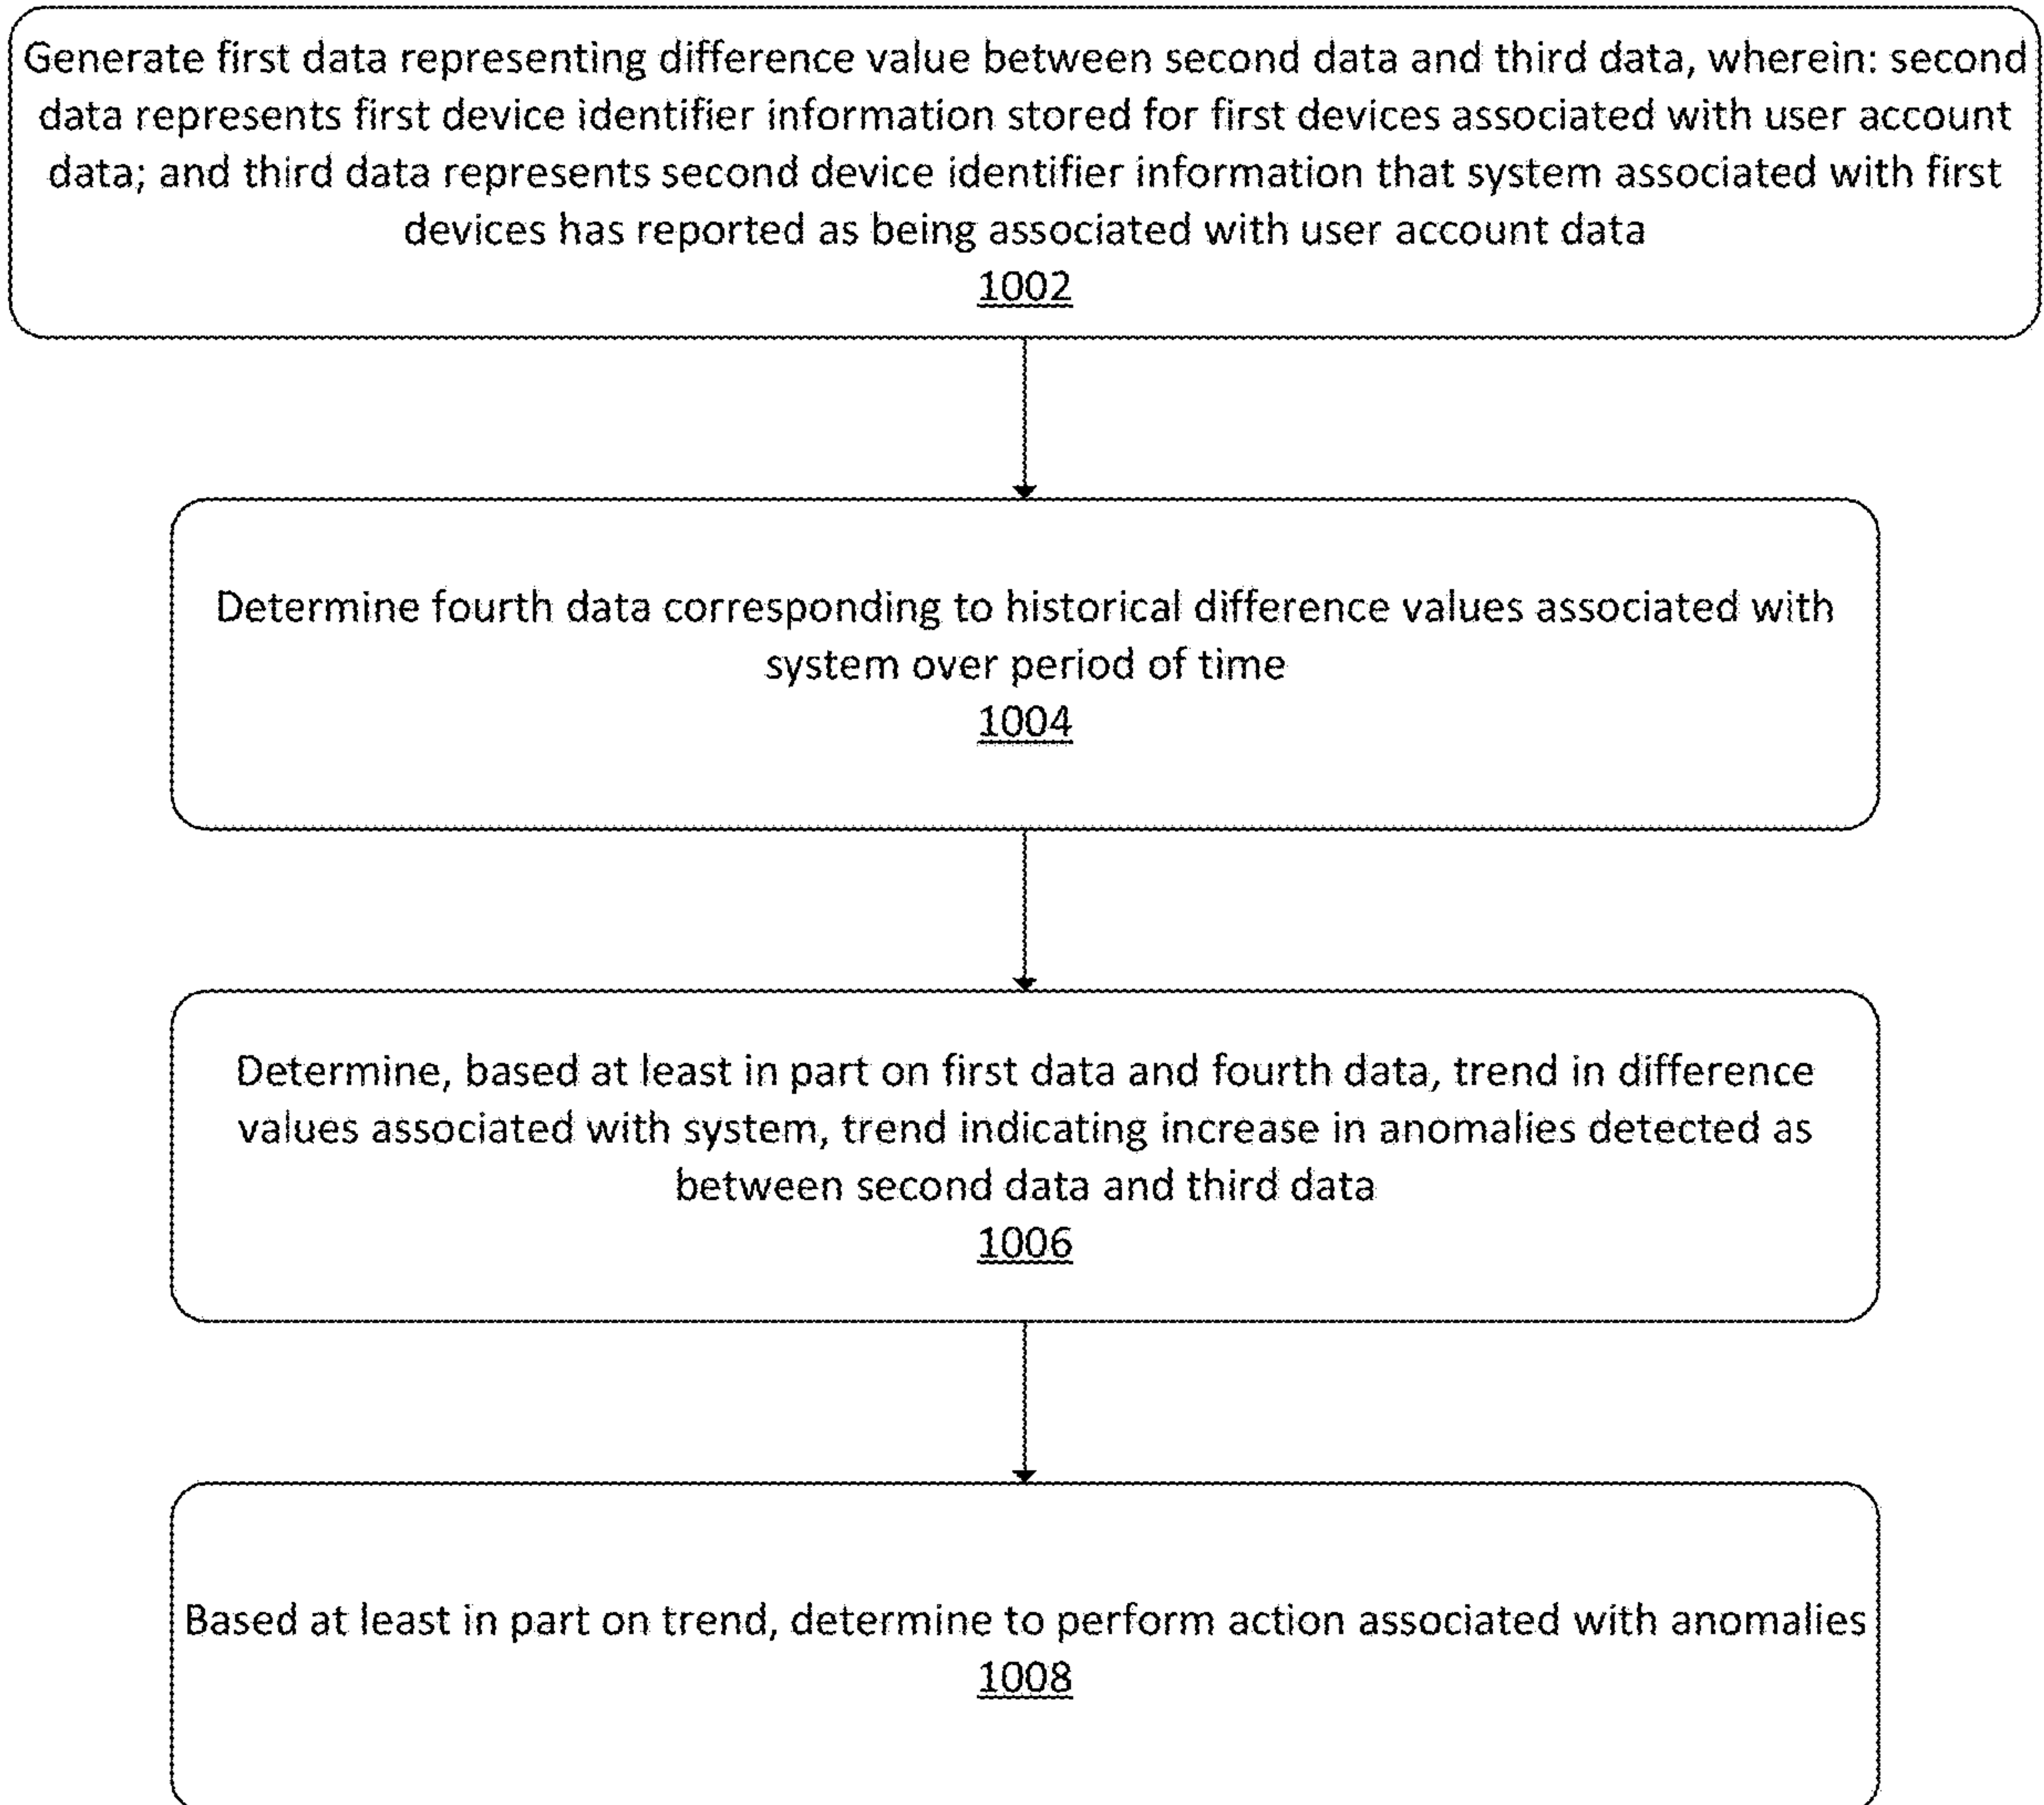 Generate first data representing difference value between second data and third data, wherein: second
data represents first device identifier information stored for first devices associated with user account
data; and third data represents second device identifier information that system associated with first
devices has reported as being associated with user account data
1002
Determine fourth data corresponding to historical difference values associated with
system over period of time
1004
Determine, based at least in part on first data and fourth data, trend in difference
values associated with system, trend indicating increase in anomalies detected as
between second data and third data
1006
Based at least in part on trend, determine to perform action associated with anomalies
1008